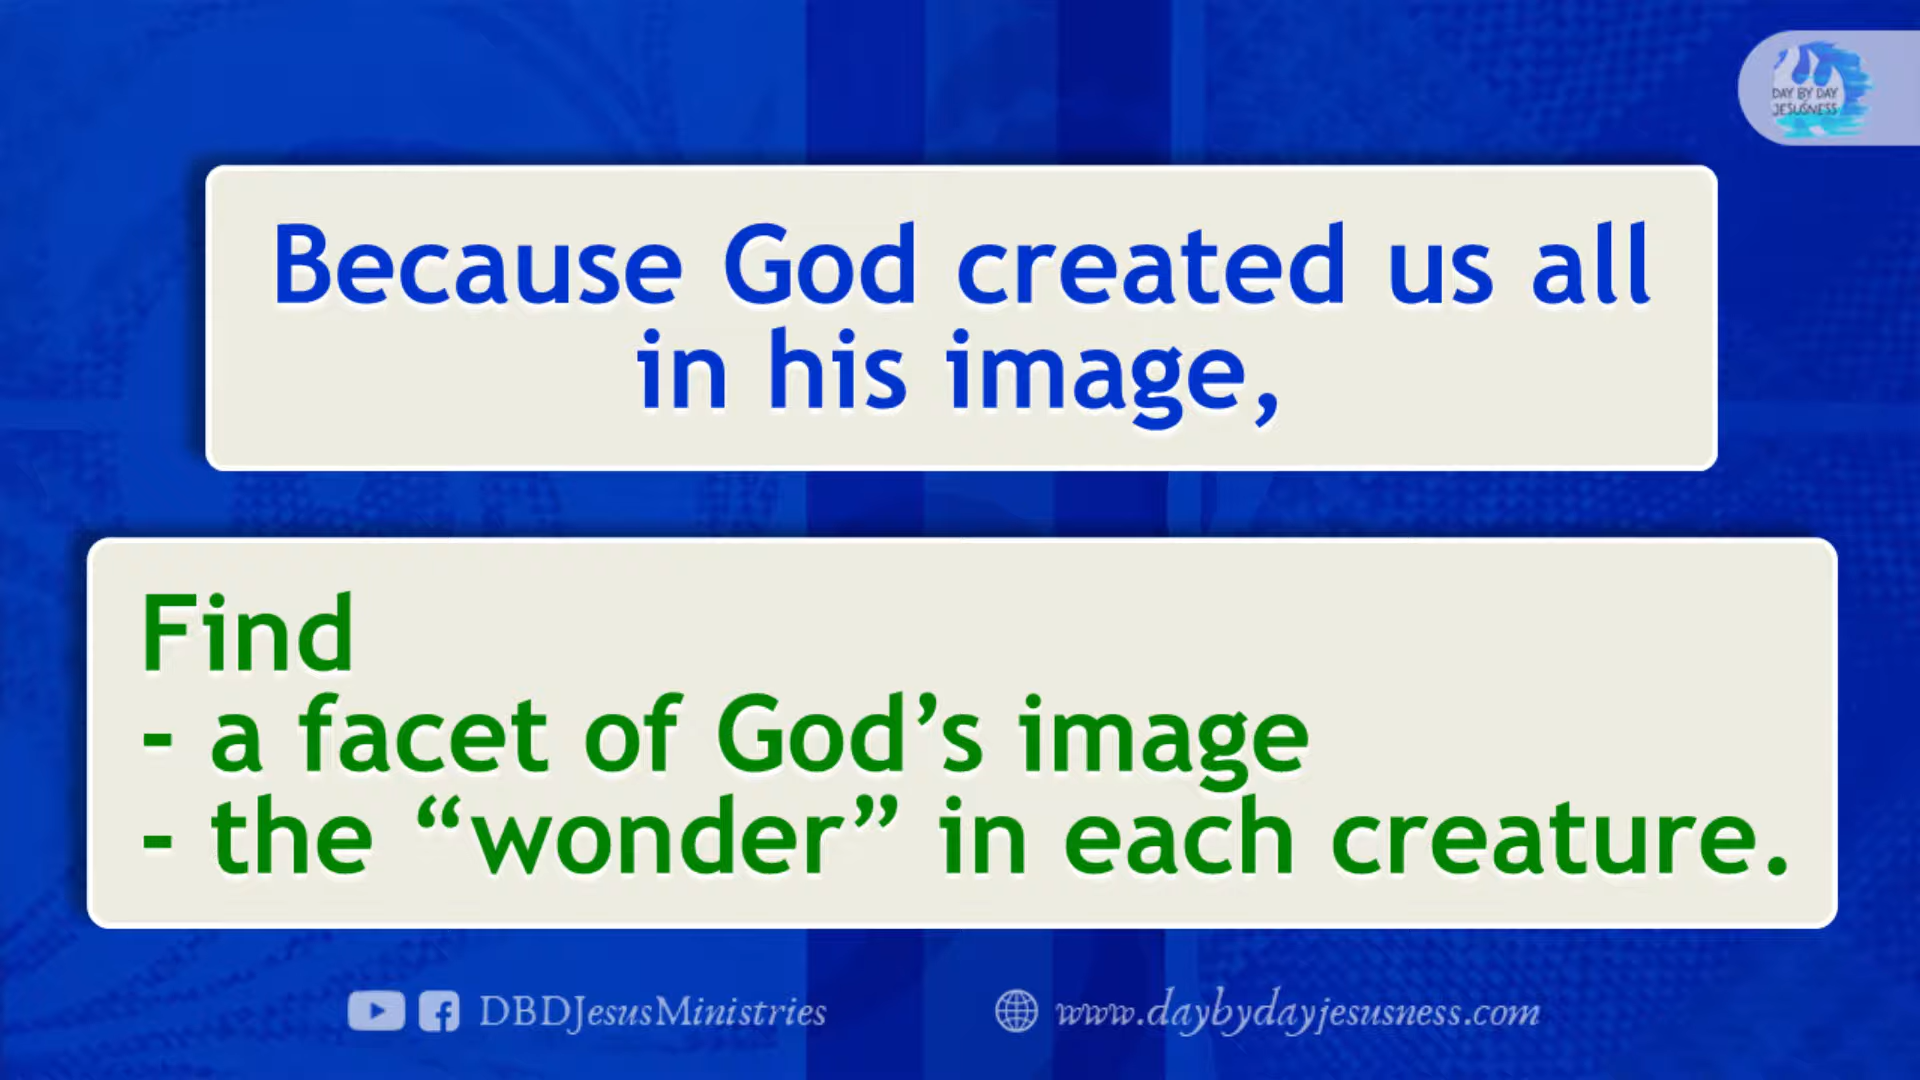 DAY BY DAY
JESUSNESS
Because God created us all
in his image,
Find
- a facet of God’s image
- the “wonder” in each creature.
DBDJesusMinistries
www.daybydayjesusness.com